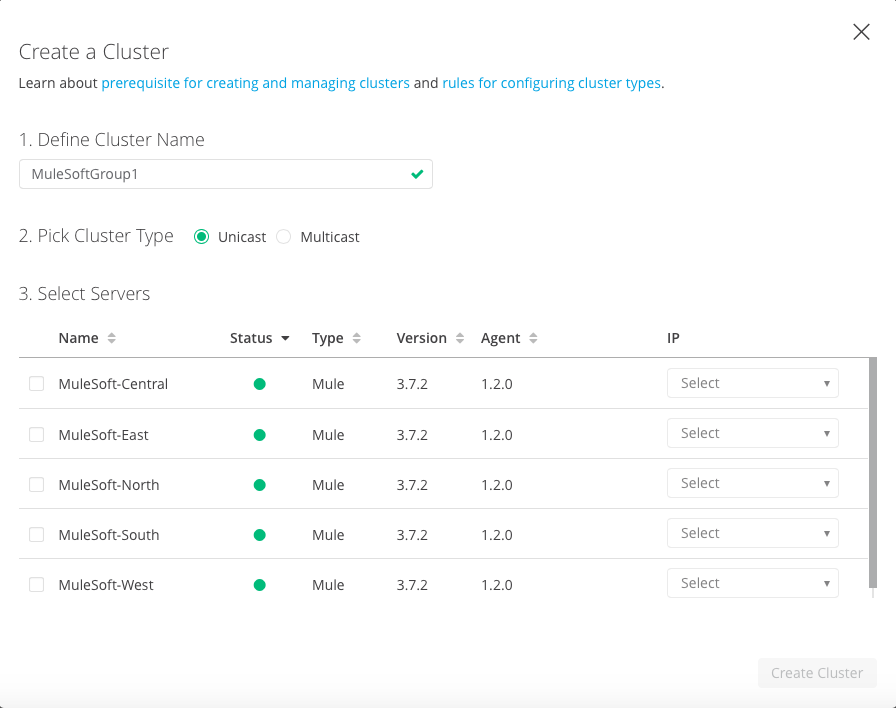 Create a Cluster
Learn about prerequisite for creating and managing clusters and rules for configuring cluster types.
1. Define Cluster Name
MuleSoftGroup1
2. Pick Cluster Type Unicast Multicast
3. Select Servers
Name Status Type Version Agent IP
MuleSoft-Central Mule 3.7.2 1.2.0 Select
MuleSoft-East Mule 3.7.2 1.2.0 Select
MuleSoft-North Mule 3.7.2 1.2.0 Select
MuleSoft-South Mule 3.7.2 1.2.0 Select
MuleSoft-West Mule 3.7.2 1.2.0 Select
Create Cluster